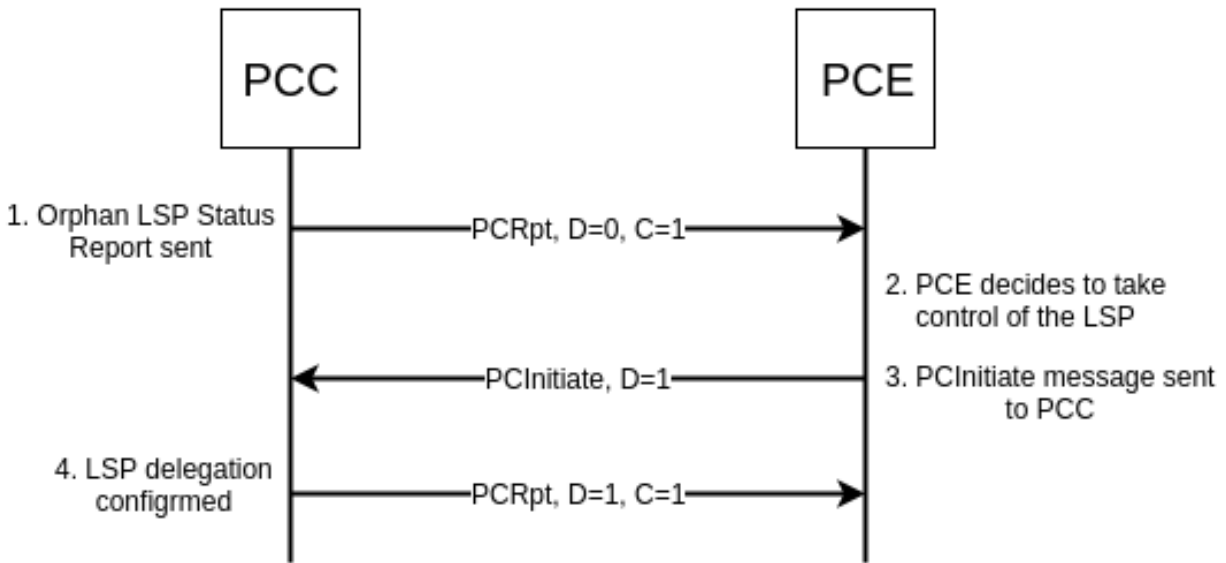 PCC
PCE
1. Orphan LSP Status
Report sent
PCRpt, D=0, C=1
2. PCE decides to take
control of the LSP
PCInitiate, D=1
3. PCInitiate message sent
to PCC
4. LSP delegation
configrmed
PCRpt, D=1, C=1